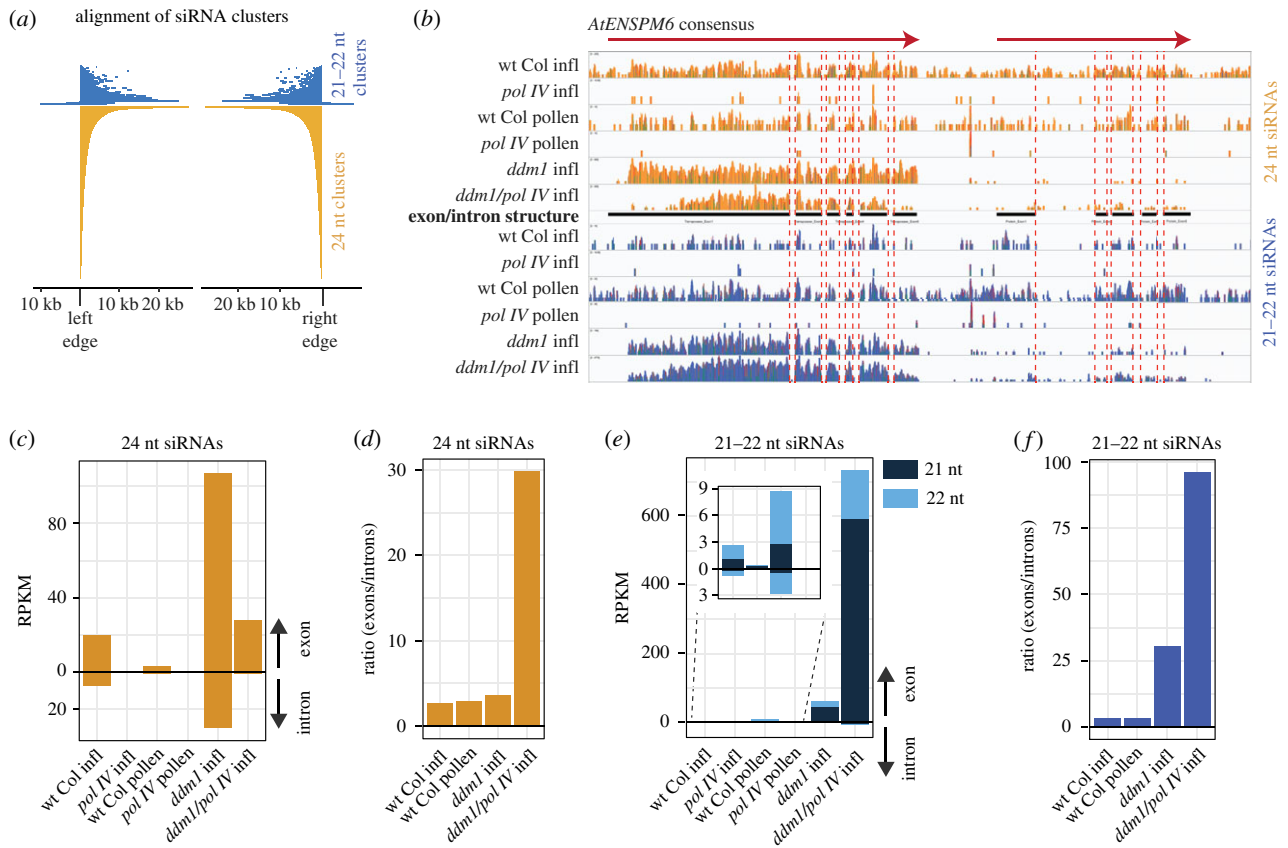 (a)
alignment of siRNA clusters
21–22 nt
clusters
24 nt clusters
10 kb
10 kb
20 kb
20 kb
10 kb
left
edge
right
edge
(b)
AtENSPM6 consensus
wt Col infl
pol IV infl
wt Col pollen
pol IV pollen
ddm1 infl
ddm1/pol IV infl
exon/intron structure
wt Col infl
pol IV infl
wt Col pollen
pol IV pollen
ddm1 infl
ddm1/pol IV infl
24 nt siRNAs
21–22 nt siRNAs
(c)
24 nt siRNAs
RPKM
80
40
0
20
exon
intron
wt Col infl
pol IV infl
wt Col pollen
pol IV pollen
ddm1 infl
ddm1/pol IV infl
(d)
24 nt siRNAs
ratio (exons/introns)
30
20
10
0
wt Col infl
wt Col pollen
ddm1 infl
ddm1/pol IV infl
(e)
21–22 nt siRNAs
21 nt
22 nt
RPKM
600
400
200
0
9
6
3
0
3
exon
intron
wt Col infl
pol IV infl
wt Col pollen
pol IV pollen
ddm1 infl
ddm1/pol IV infl
(f)
21–22 nt siRNAs
ratio (exons/introns)
100
75
50
25
0
wt Col infl
wt Col pollen
ddm1 infl
ddm1/pol IV infl